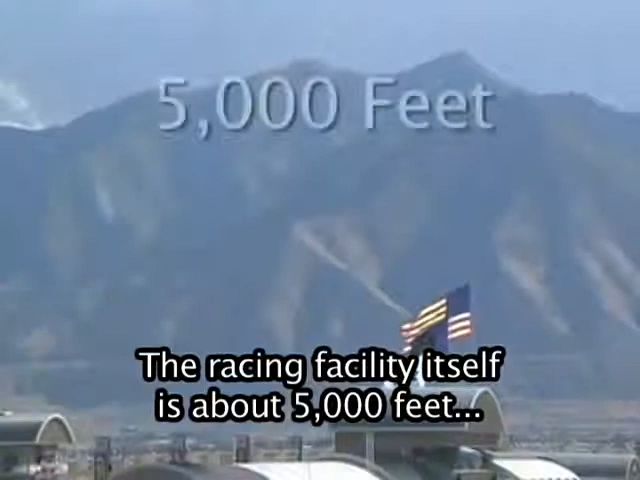 5,000 Feet
The racing facility itself
is about 5,000 feet...